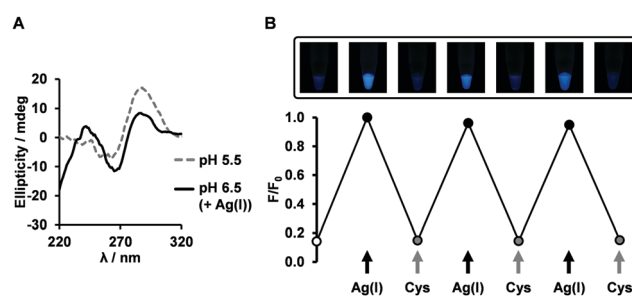 A
B
Ellipticity / mdeg
20
10
0
-10
-20
-30
220
270
320
λ / nm
pH 5.5
pH 6.5
(+ Ag(I))
F/F0
1.0
0.8
0.6
0.4
0.2
0.0
Ag(I) Cys Ag(I) Cys Ag(I) Cys